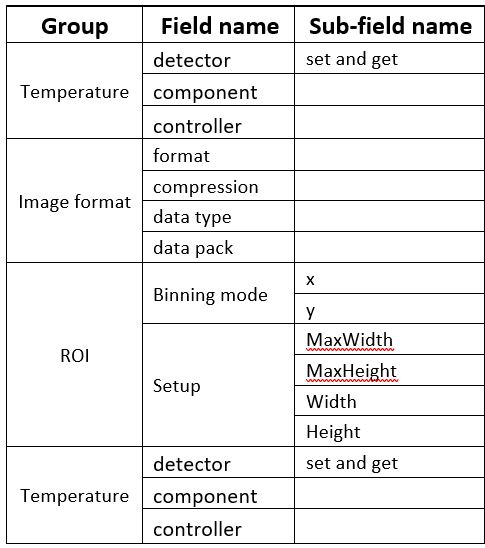 Group Field name Sub-field name
Temperature detector set and get
component
controller
Image format format
compression
data type
data pack
ROI Binning mode x
y
Setup MaxWidth
MaxHeight
Width
Height
Temperature detector set and get
component
controller